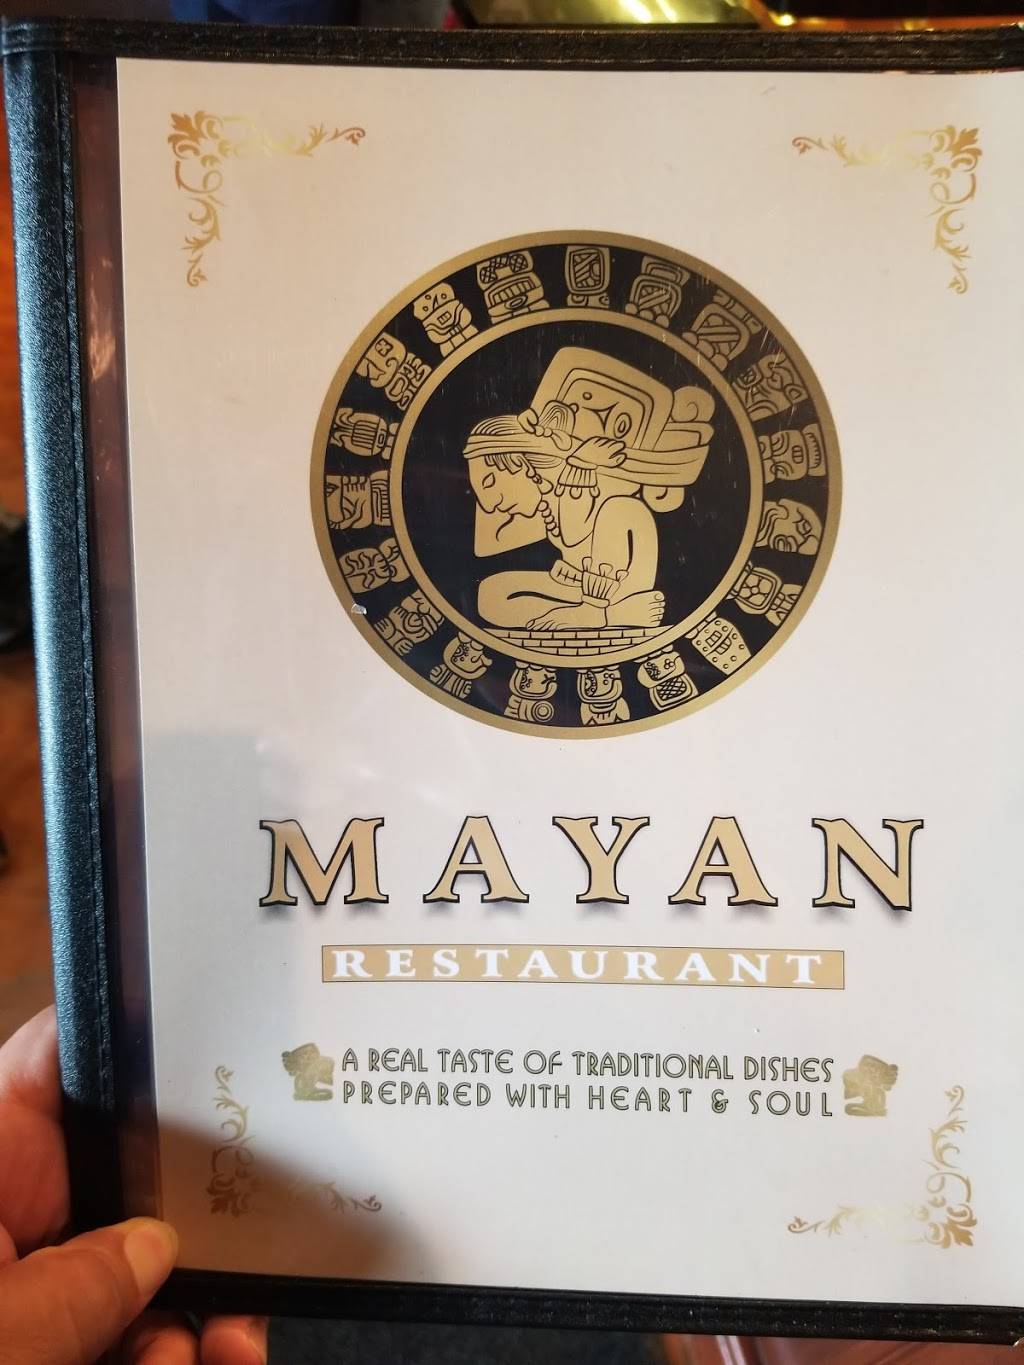 MAYAN
RESTAURANT
A REAL TASTE OF TRADITIONAL DISHES
PREPARED WITH HEART & SOUL